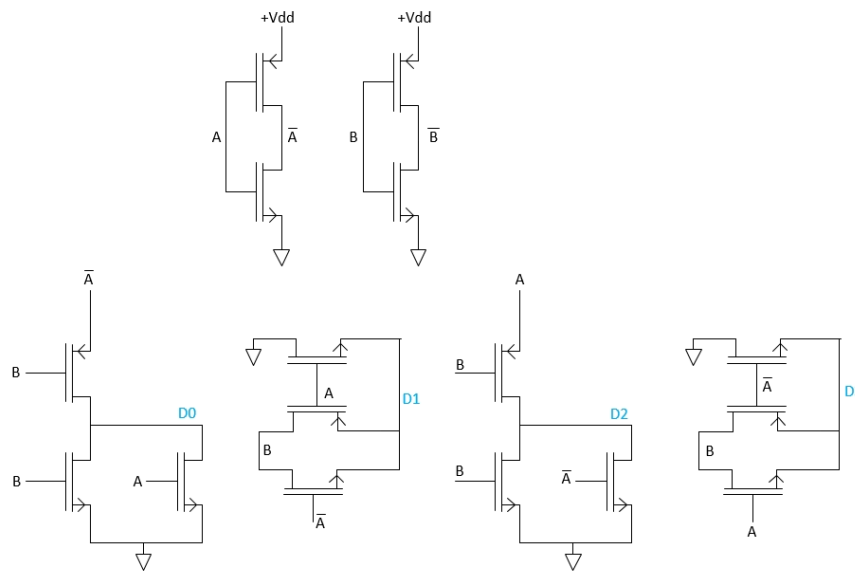 +Vdd +Vdd
A A̅ B B̅
A̅ A
B A B A̅
D0 D1 D2 D
B B
B A B A̅
A̅ A